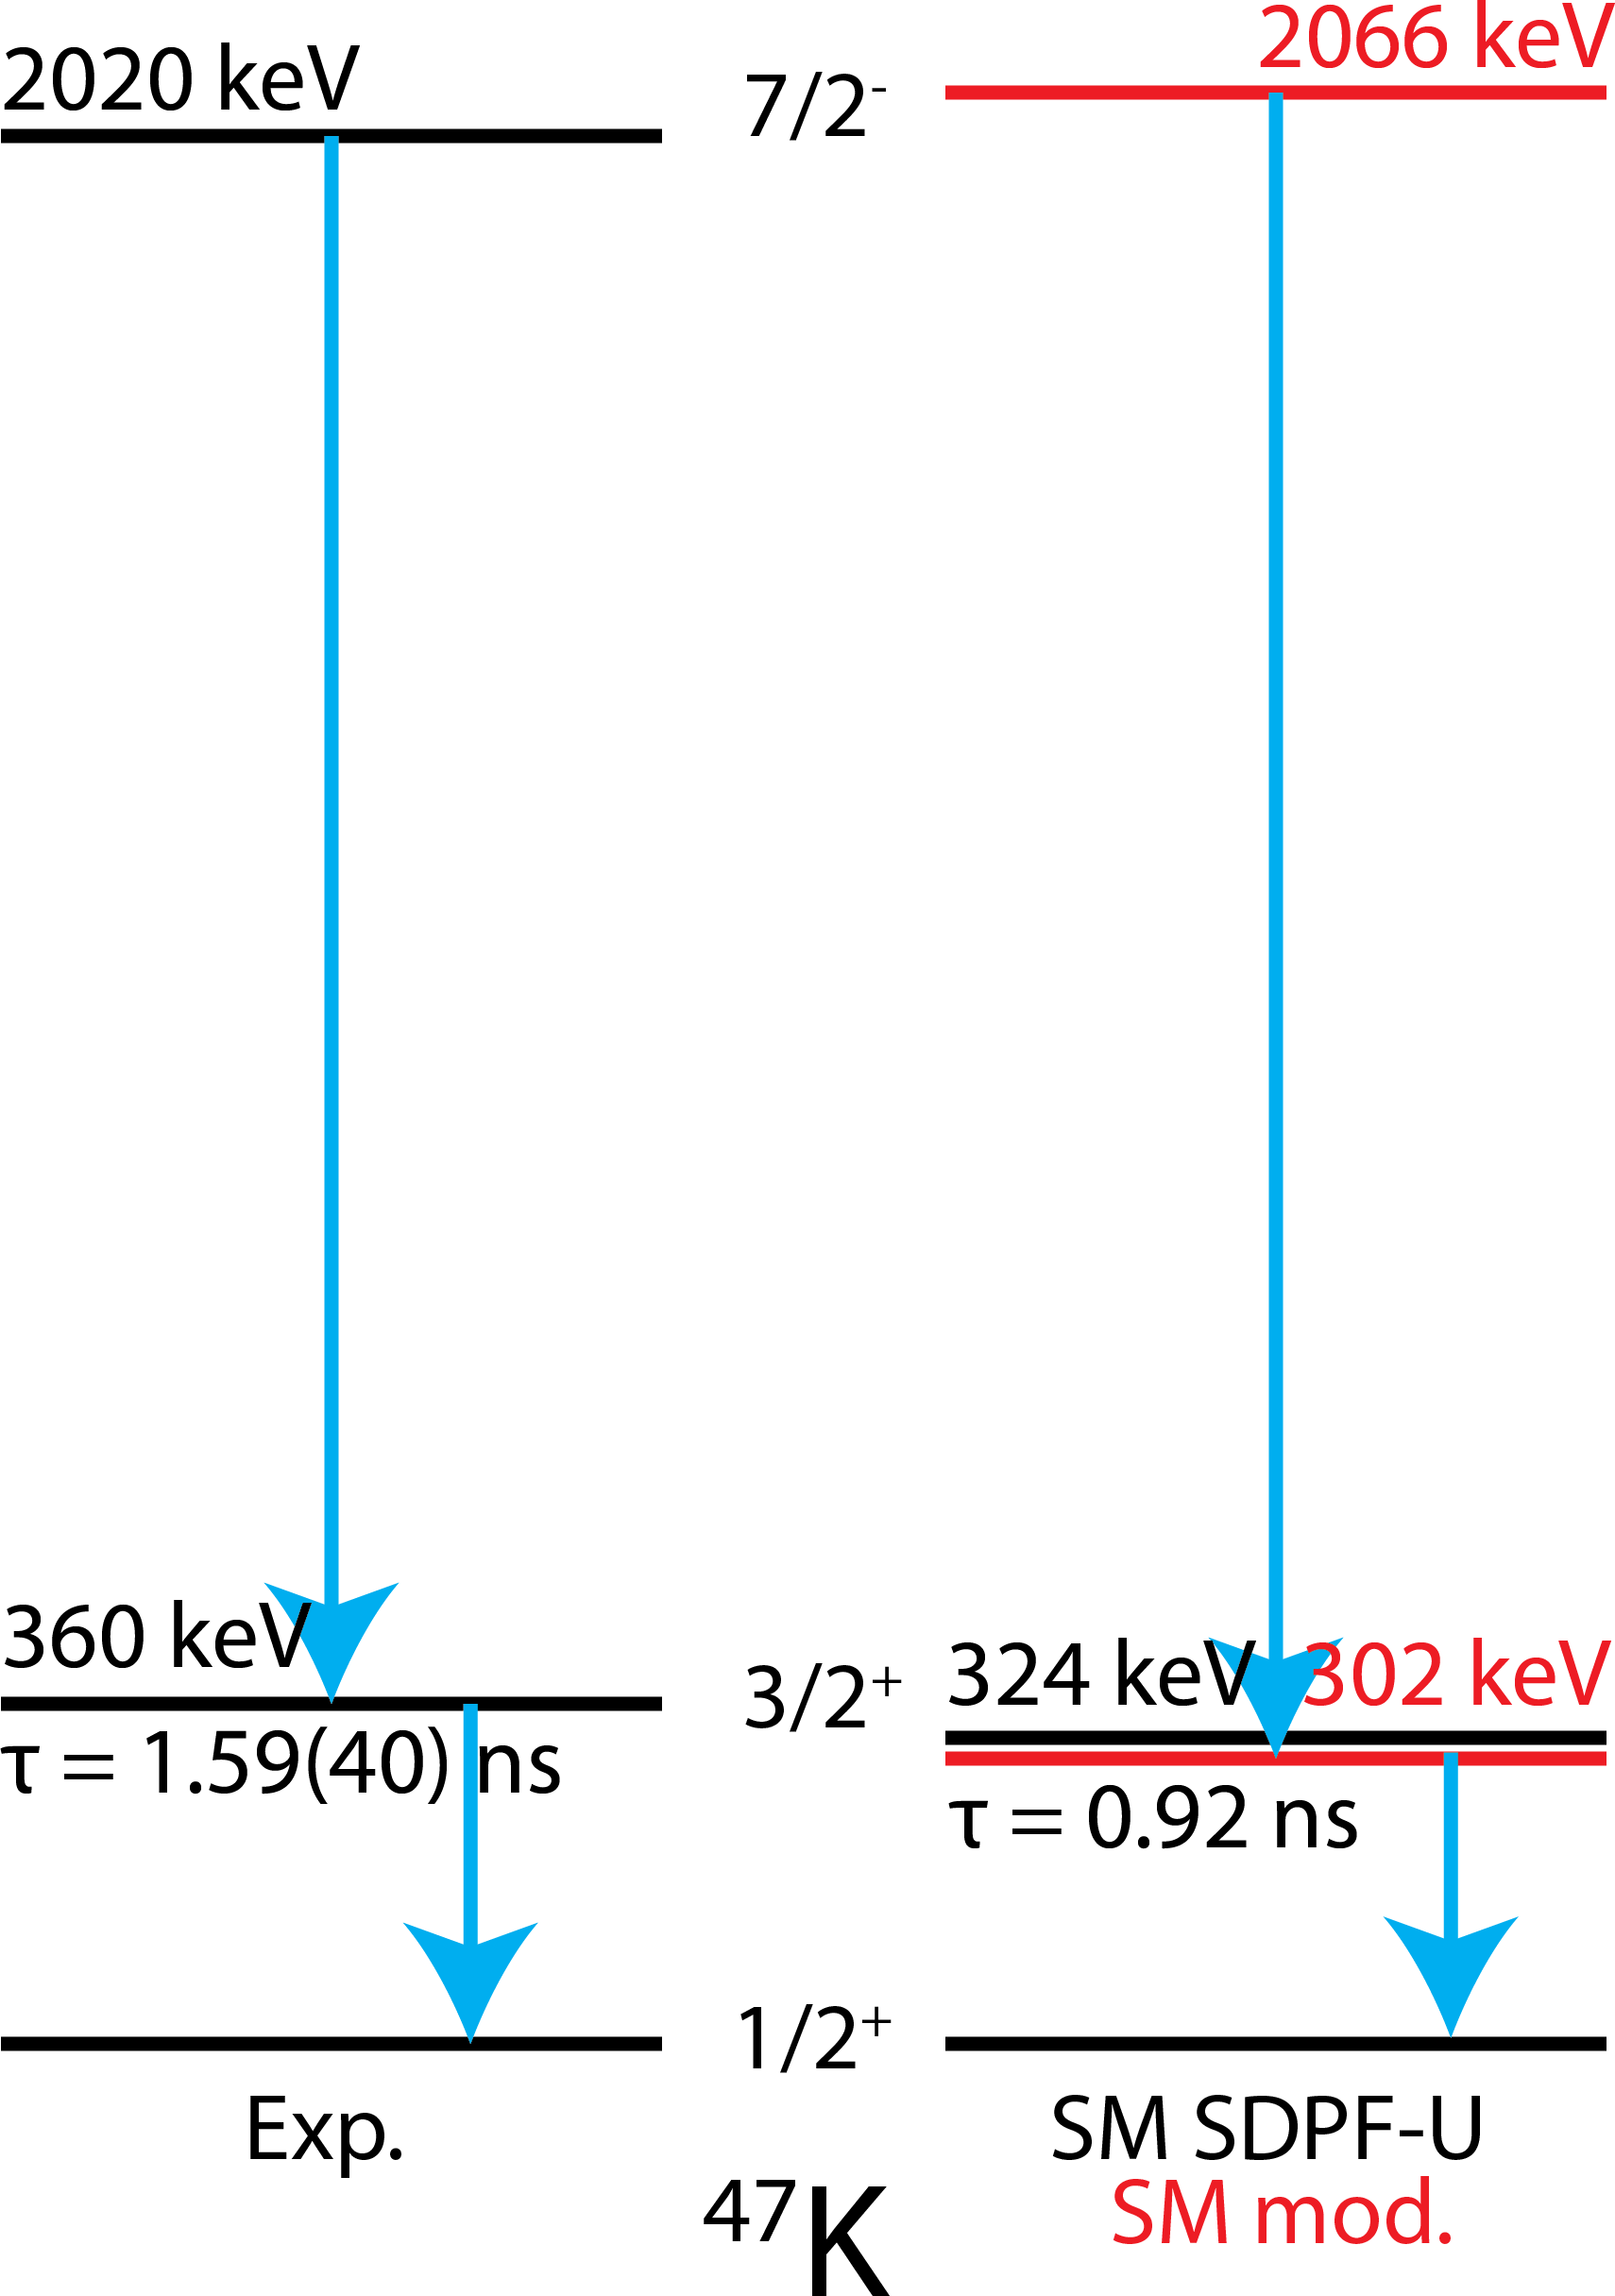 2020 keV
7/2⁻
2066 keV
360 keV
3/2⁺
324 keV
302 keV
τ = 1.59(40) ns
τ = 0.92 ns
1/2⁺
Exp.
SM SDPF-U
⁴⁷K
SM mod.